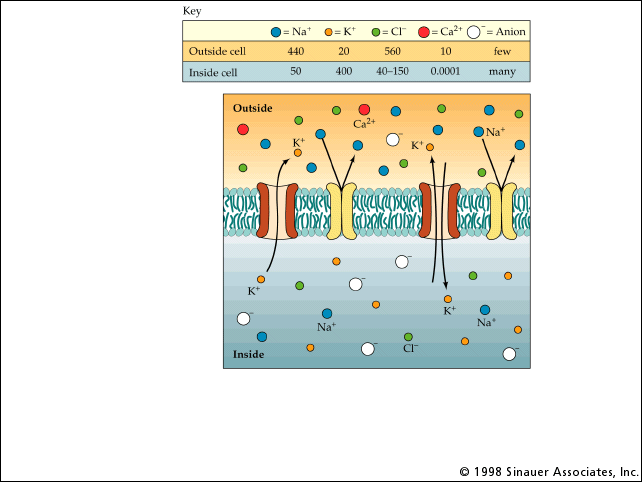 Key
= Na⁺ = K⁺ = Cl⁻ = Ca²⁺ ⁻ = Anion
Outside cell 440 20 560 10 few
Inside cell 50 400 40–150 0.0001 many
Outside
Ca²⁺
K⁺
⁻
K⁺
Na⁺
⁻
K⁺
⁻
⁻
Na⁺
K⁺
Na⁺
Inside
⁻
Cl⁻
⁻
© 1998 Sinauer Associates, Inc.